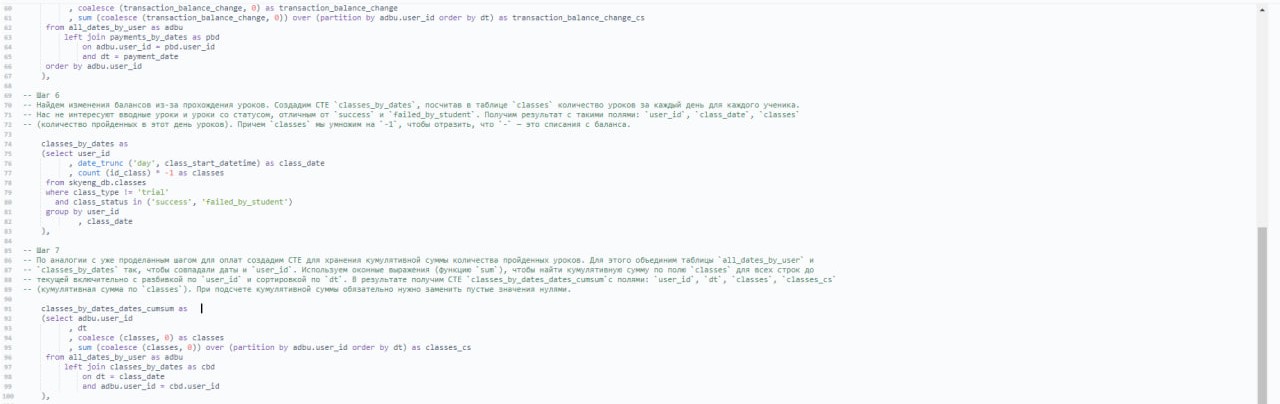 60 , coalesce (transaction_balance_change, 0) as transaction_balance_change
61 , sum (coalesce (transaction_balance_change, 0)) over (partition by adbu.user_id order by dt) as transaction_balance_change_cs
62 from all_dates_by_user as adbu
63 left join payments_by_dates as pbd
64 on adbu.user_id = pbd.user_id
65 and dt = payment_date
66 order by adbu.user_id
67 ),
68
69 -- Шаг 6
70 -- Найдем изменения балансов из-за прохождения уроков. Создадим CTE `classes_by_dates`, посчитав в таблице `classes` количество уроков за каждый день для каждого ученика.
71 -- Нас не интересуют вводные уроки и уроки со статусом, отличным от `success` и `failed_by_student`. Получим результат с такими полями: `user_id`, `class_date`, `classes`
72 -- (количество пройденных в этот день уроков). Причем `classes` мы умножим на `-1`, чтобы отразить, что `-` — это списания с баланса.
73
74 classes_by_dates as
75 (select user_id
76 , date_trunc ('day', class_start_datetime) as class_date
77 , count (id_class) * -1 as classes
78 from skyeng_db.classes
79 where class_type != 'trial'
80 and class_status in ('success', 'failed_by_student')
81 group by user_id
82 , class_date
83 ),
84
85 -- Шаг 7
86 -- По аналогии с уже проделанным шагом для оплат создадим CTE для хранения кумулятивной суммы количества пройденных уроков. Для этого объединим таблицы `all_dates_by_user` и
87 -- `classes_by_dates` так, чтобы совпадали даты и `user_id`. Используем оконные выражения (функцию `sum`), чтобы найти кумулятивную сумму по полю `classes` для всех строк до
88 -- текущей включительно с разбивкой по `user_id` и сортировкой по `dt`. В результате получим CTE `classes_by_dates_dates_cumsum`с полями: `user_id`, `dt`, `classes`, `classes_cs`
89 -- (кумулятивная сумма по `classes`). При подсчете кумулятивной суммы обязательно нужно заменить пустые значения нулями.
90
91 classes_by_dates_dates_cumsum as
92 (select adbu.user_id
93 , dt
94 , coalesce (classes, 0) as classes
95 , sum (coalesce (classes, 0)) over (partition by adbu.user_id order by dt) as classes_cs
96 from all_dates_by_user as adbu
97 left join classes_by_dates as cbd
98 on dt = class_date
99 and adbu.user_id = cbd.user_id
100 ),